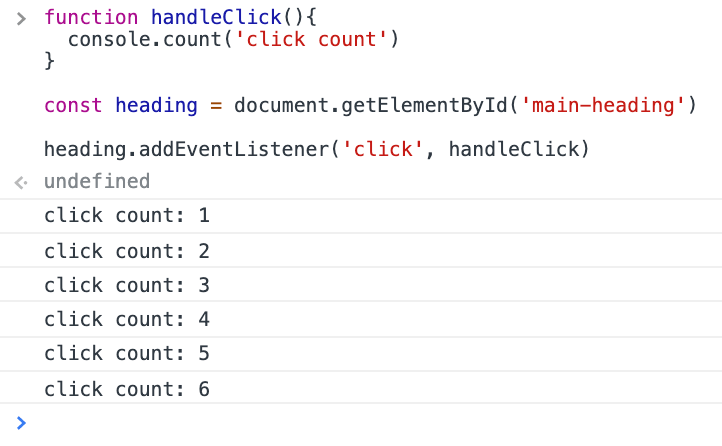 function handleClick(){
  console.count('click count')
}
const heading = document.getElementById('main-heading')
heading.addEventListener('click', handleClick)
undefined
click count: 1
click count: 2
click count: 3
click count: 4
click count: 5
click count: 6